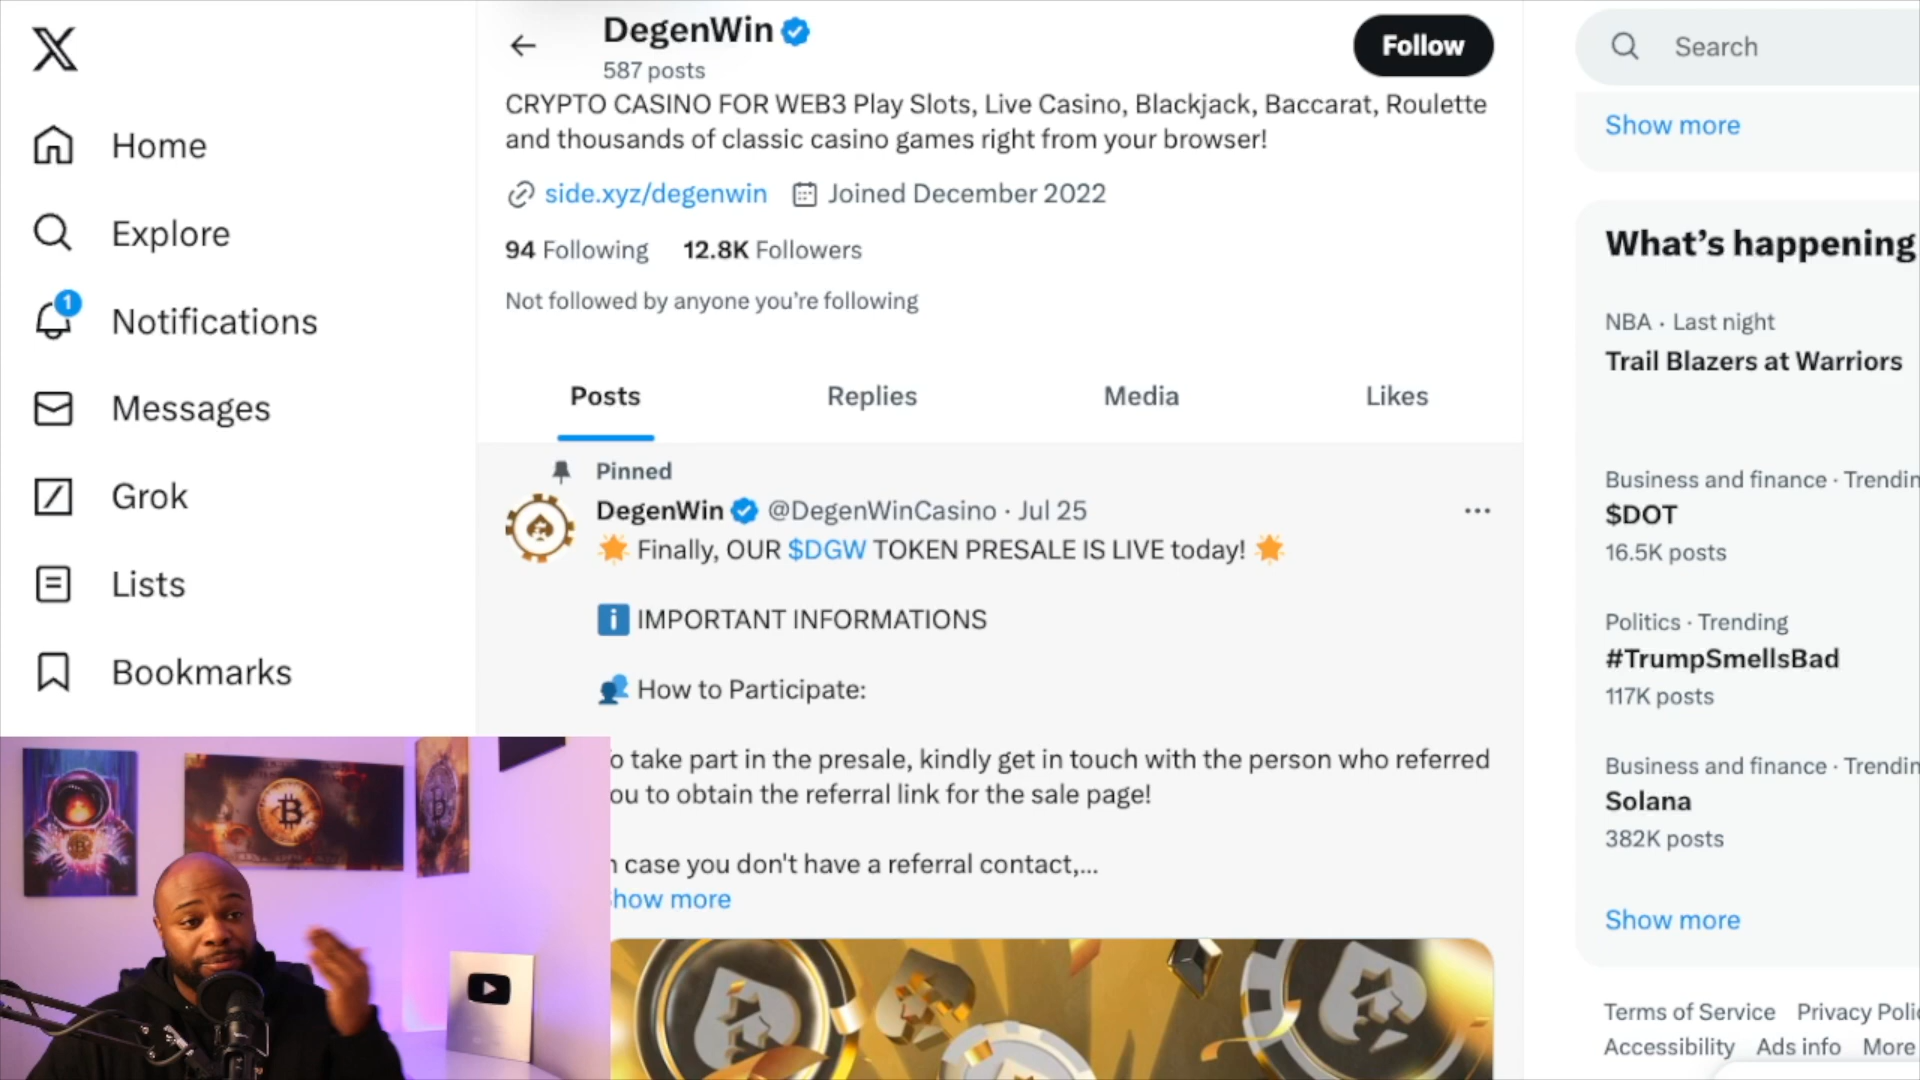 Home
Explore
1
Notifications
Messages
Grok
Lists
Bookmarks
DegenWin
587 posts
Follow
CRYPTO CASINO FOR WEB3 Play Slots, Live Casino, Blackjack, Baccarat, Roulette
and thousands of classic casino games right from your browser!
side.xyz/degenwin Joined December 2022
94 Following 12.8K Followers
Not followed by anyone you're following
Posts Replies Media Likes
Pinned
DegenWin @DegenWinCasino · Jul 25
Finally, OUR $DGW TOKEN PRESALE IS LIVE today!
IMPORTANT INFORMATIONS
How to Participate:
o take part in the presale, kindly get in touch with the person who referred
ou to obtain the referral link for the sale page!
case you don't have a referral contact,...
how more
Search
Show more
What's happening
NBA · Last night
Trail Blazers at Warriors
Business and finance · Trendin
$DOT
16.5K posts
Politics · Trending
#TrumpSmellsBad
117K posts
Business and finance · Trendin
Solana
382K posts
Show more
Terms of Service Privacy Polic
Accessibility Ads info More